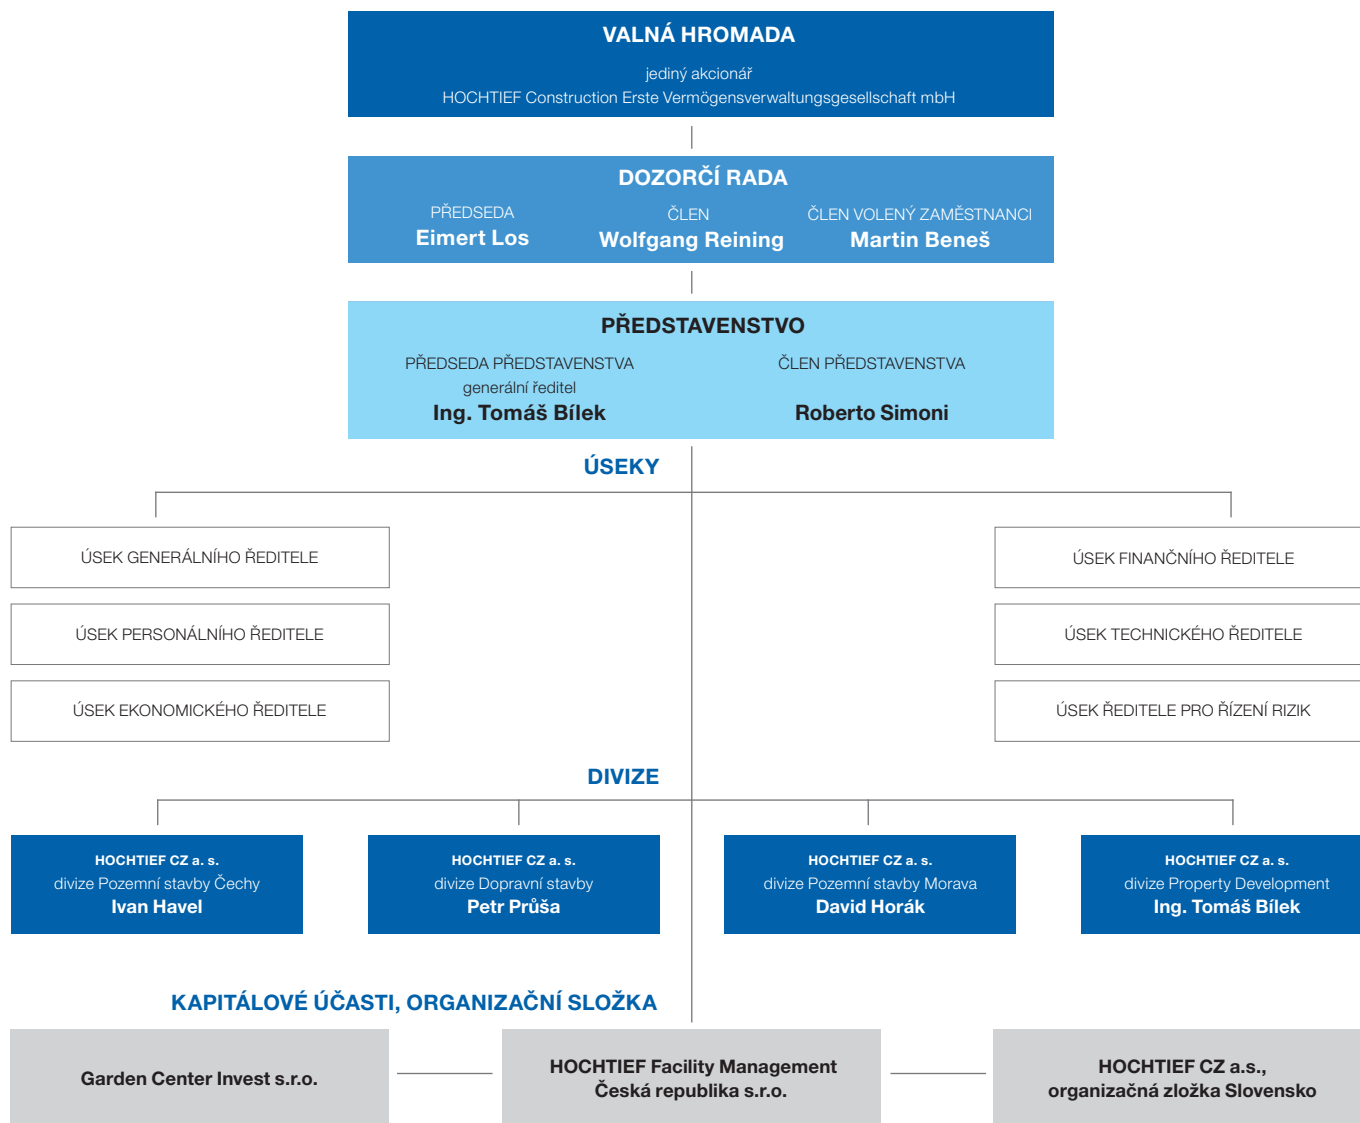 VALNÁ HROMADA
jediný akcionář
HOCHTIEF Construction Erste Vermögensverwaltungsgesellschaft mbH
DOZORČÍ RADA
PŘEDSEDA
Eimert Los
ČLEN
Wolfgang Reining
ČLEN VOLENÝ ZAMĚSTNANCI
Martin Beneš
PŘEDSTAVENSTVO
PŘEDSEDA PŘEDSTAVENSTVA
generální ředitel
Ing. Tomáš Bílek
ČLEN PŘEDSTAVENSTVA
Roberto Simoni
ÚSEKY
ÚSEK GENERÁLNÍHO ŘEDITELE
ÚSEK PERSONÁLNÍHO ŘEDITELE
ÚSEK EKONOMICKÉHO ŘEDITELE
ÚSEK FINANČNÍHO ŘEDITELE
ÚSEK TECHNICKÉHO ŘEDITELE
ÚSEK ŘEDITELE PRO ŘÍZENÍ RIZIK
DIVIZE
HOCHTIEF CZ a. s.
divize Pozemní stavby Čechy
Ivan Havel
HOCHTIEF CZ a. s.
divize Dopravní stavby
Petr Průša
HOCHTIEF CZ a. s.
divize Pozemní stavby Morava
David Horák
HOCHTIEF CZ a. s.
divize Property Development
Ing. Tomáš Bílek
KAPITÁLOVÉ ÚČASTI, ORGANIZAČNÍ SLOŽKA
Garden Center Invest s.r.o.
HOCHTIEF Facility Management
Česká republika s.r.o.
HOCHTIEF CZ a.s.,
organizačná zložka Slovensko